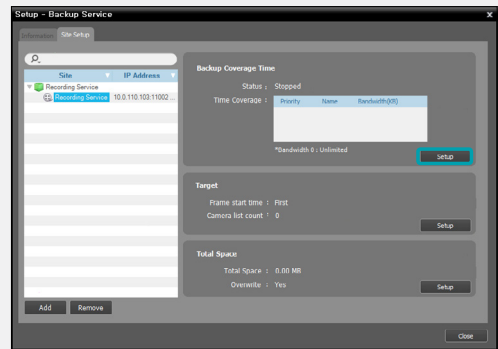 Setup - Backup Service
x
Information
Site Setup
Site
IP Address
Recording Service
Recording Service
10.0.110.103:11002 ...
Backup Coverage Time
Status : Stopped
Time Coverage :
Priority
Name
Bandwidth(KB)
*Bandwidth 0 : Unlimited
Setup
Target
Frame start time : First
Camera list count : 0
Setup
Total Space
Total Space : 0.00 MB
Overwrite : Yes
Setup
Add
Remove
Close